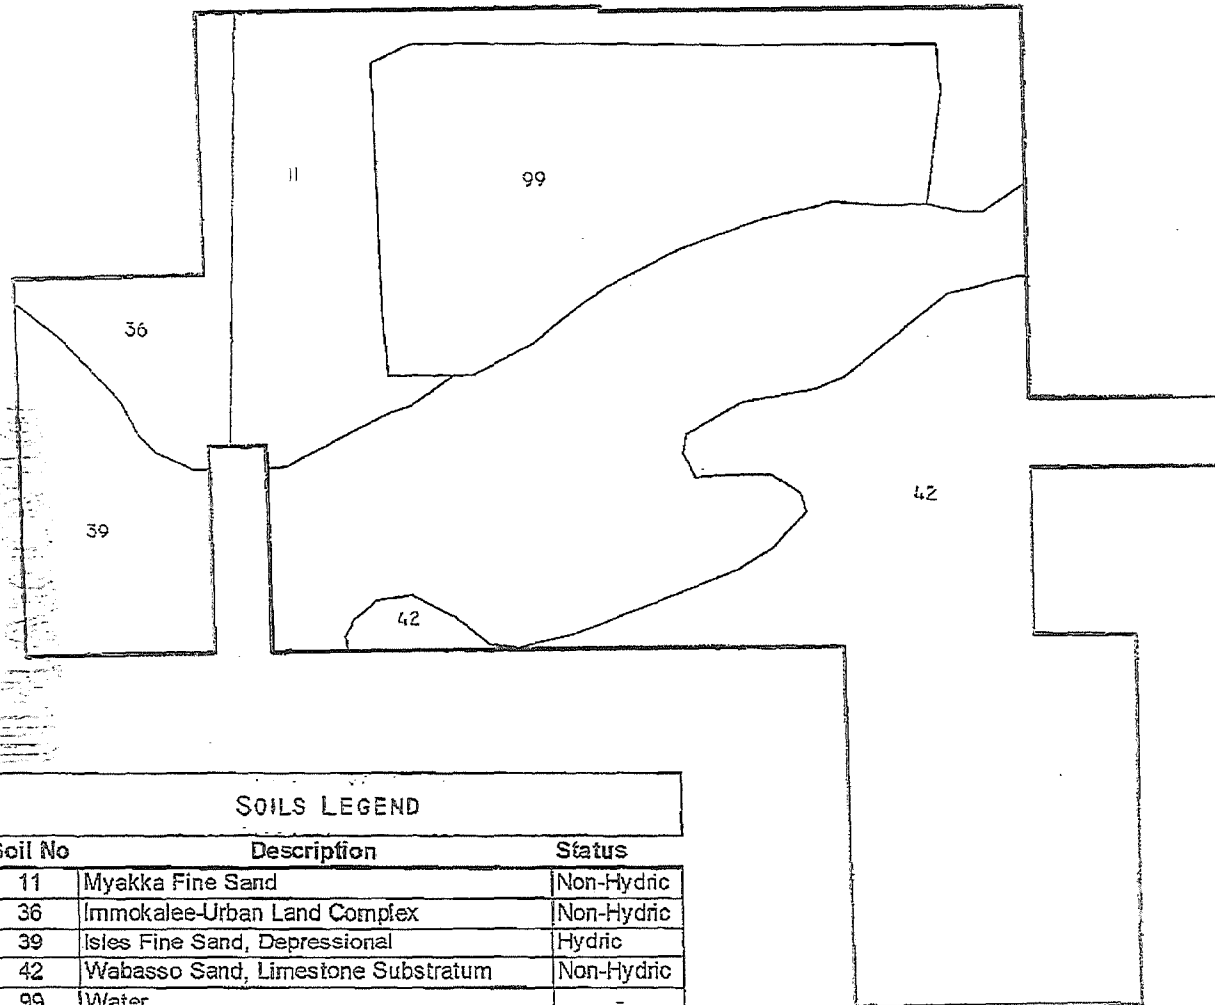 11
99
36
42
39
42
SOILS LEGEND
Soil No Description Status
11 Myakka Fine Sand Non-Hydric
36 Immokalee-Urban Land Complex Non-Hydric
39 Isles Fine Sand, Depressional Hydric
42 Wabasso Sand, Limestone Substratum Non-Hydric
99 Water -